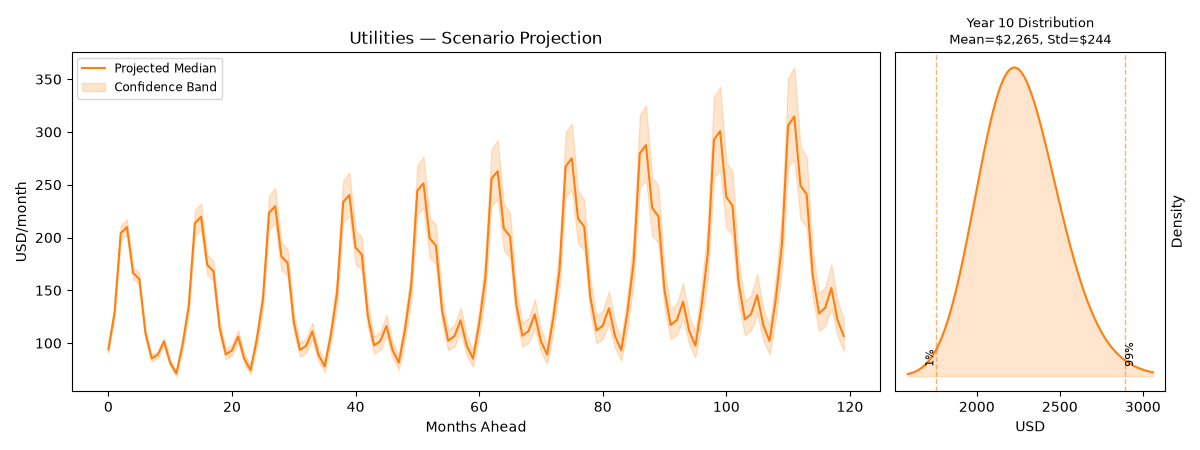 Utilities — Scenario Projection
Projected Median
Confidence Band
USD/month
350
300
250
200
150
100
0
20
40
60
80
100
120
Months Ahead
Year 10 Distribution
Mean=$2,265, Std=$244
1%
99%
2000
2500
3000
USD
Density